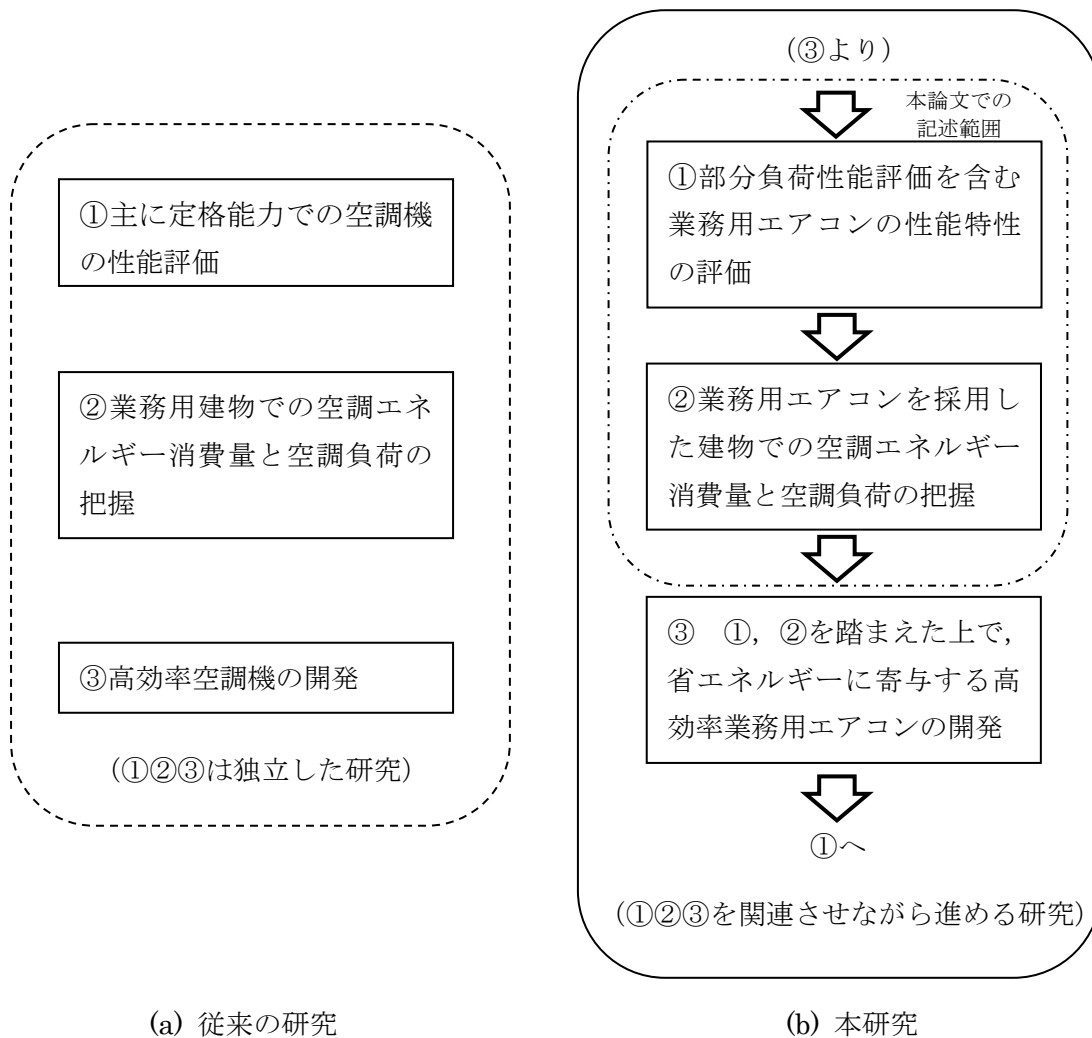 ①主に定格能力での空調機
の性能評価
②業務用建物での空調エネ
ルギー消費量と空調負荷の
把握
③高効率空調機の開発
(①②③は独立した研究)
(a) 従来の研究
(③より)
本論文での
記述範囲
①部分負荷性能評価を含む
業務用エアコンの性能特性
の評価
②業務用エアコンを採用し
た建物での空調エネルギー
消費量と空調負荷の把握
③　①，②を踏まえた上で，
省エネルギーに寄与する高
効率業務用エアコンの開発
①へ
(①②③を関連させながら進める研究)
(b) 本研究